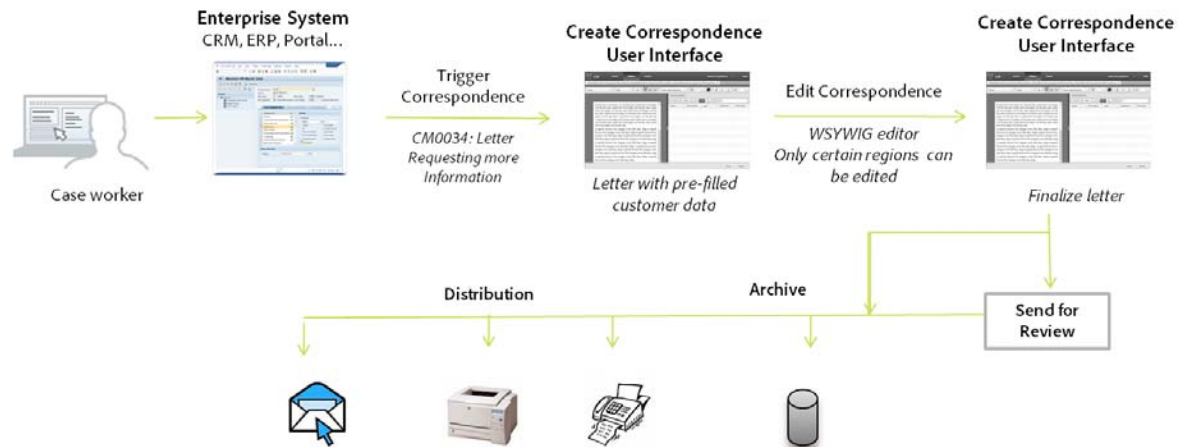 Enterprise System
CRM, ERP, Portal...
Case worker
Trigger
Correspondence
CM0034: Letter
Requesting more
Information
Create Correspondence
User Interface
Letter with pre-filled
customer data
Edit Correspondence
WSYWIG editor
Only certain regions can
be edited
Create Correspondence
User Interface
Finalize letter
Distribution
Archive
Send for
Review